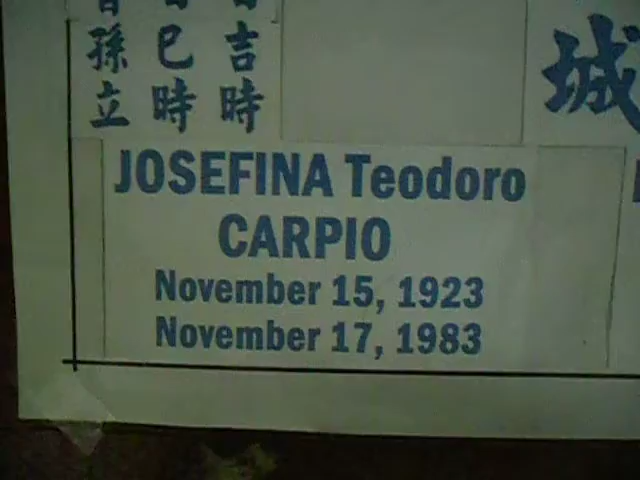 孫 巳 吉
立 時 時
城
JOSEFINA Teodoro
CARPIO
November 15, 1923
November 17, 1983